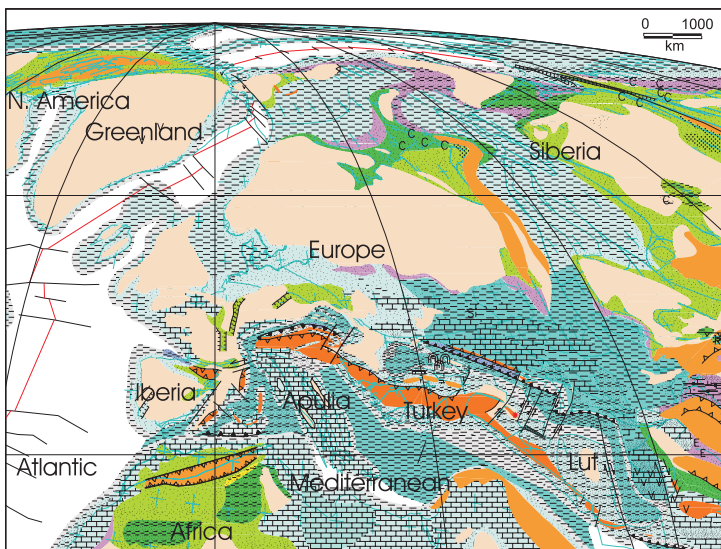 0 1000
km
N. America
Greenland
C
C
C
C
C
C
C
Siberia
C
Europe
S
Iberia
Apulia
Turkey
E
E
Atlantic
Mediterranean
Lut
V
V
V
V
V
Africa